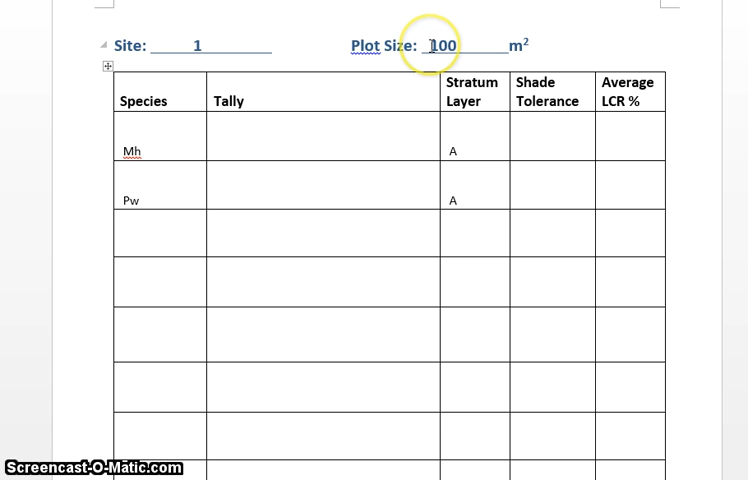 Site: 1 Plot Size: 100 m²
Species Tally Stratum Layer Shade Tolerance Average LCR %
Mh A
Pw A
Screencast-O-Matic.com